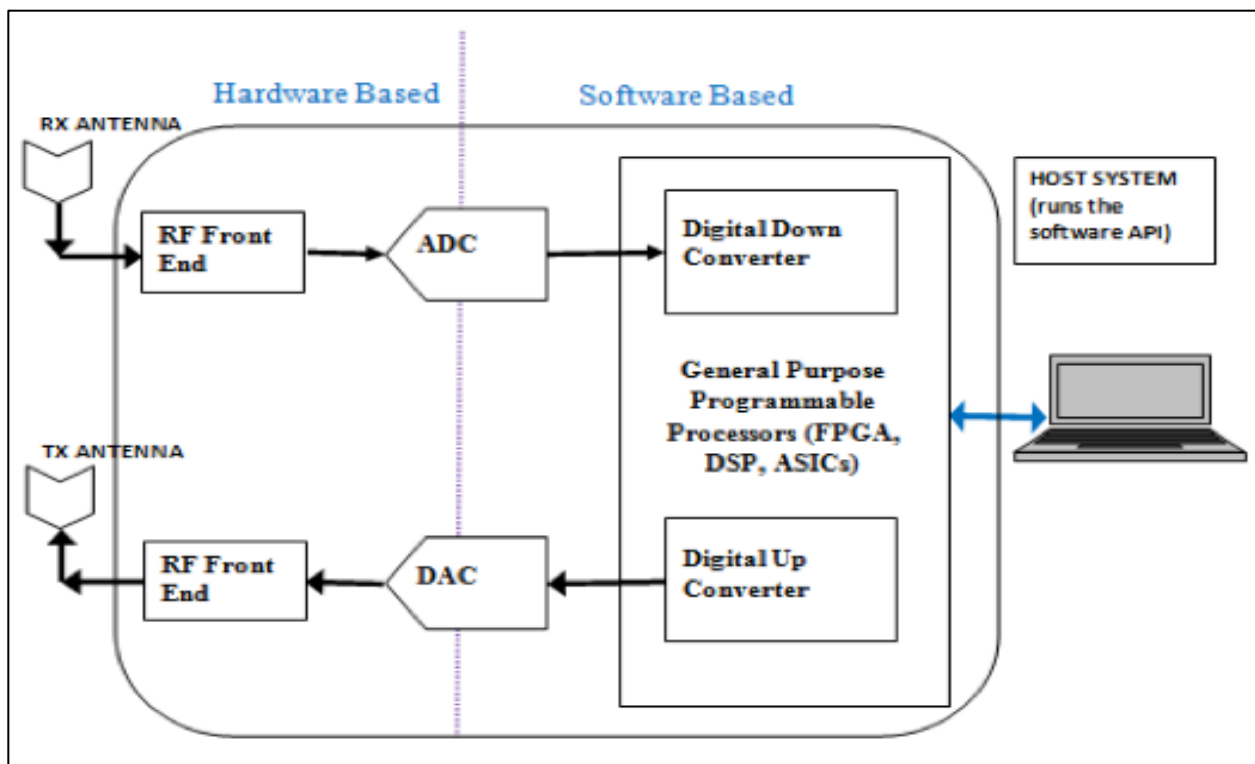 Hardware Based
Software Based
RX ANTENNA
RF Front
End
ADC
Digital Down
Converter
HOST SYSTEM
(runs the
software API)
General Purpose
Programmable
Processors (FPGA,
DSP, ASICs)
TX ANTENNA
RF Front
End
DAC
Digital Up
Converter